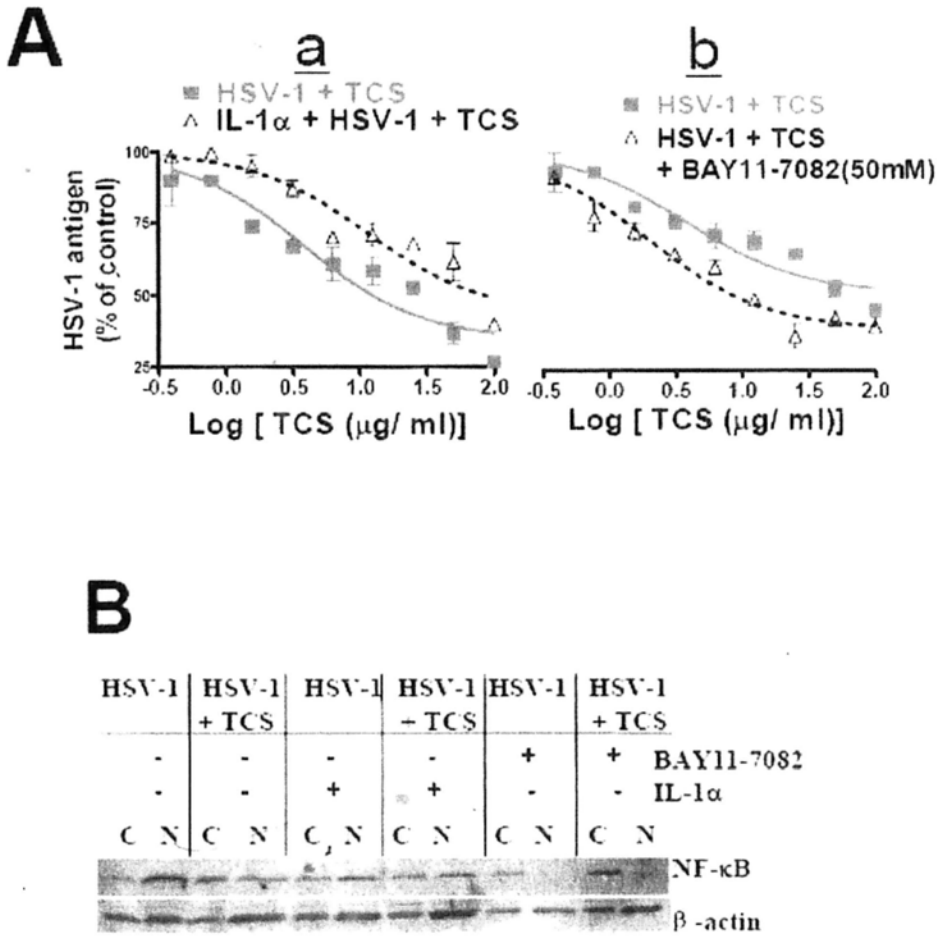 A
a
HSV-1 + TCS
IL-1α + HSV-1 + TCS
b
HSV-1 + TCS
HSV-1 + TCS
+ BAY11-7082(50mM)
HSV-1 antigen
(% of control)
100
75
50
25
-0.5 0.0 0.5 1.0 1.5 2.0
Log [ TCS (µg/ ml)]
-0.5 0.0 0.5 1.0 1.5 2.0
Log [ TCS (µg/ ml)]
B
HSV-1 HSV-1 HSV-1 HSV-1 HSV-1 HSV-1
+ TCS + TCS + TCS
- - - - + + BAY11-7082
- - + + - - IL-1α
C N C N C N C N C N C N
NF-κB
β-actin